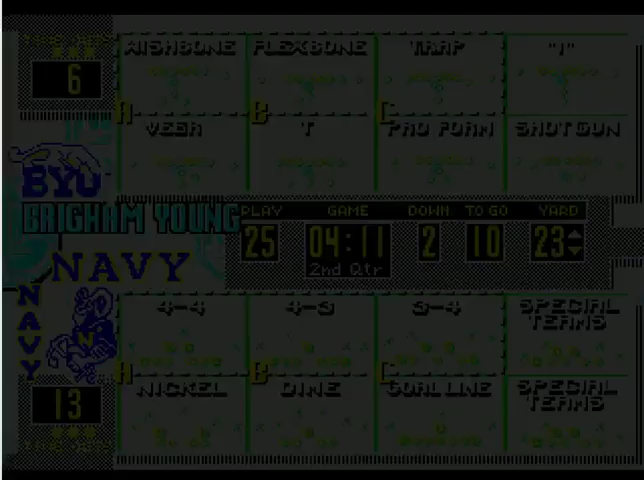 WISHBONE FLEXBONE TRAP "I"
6
A B C
VEER T PRO FORM SHOTGUN
BYU
BRIGHAM YOUNG
PLAY GAME DOWN TO GO YARD
25 04:11 2 10 23
2nd Qtr
NAVY
NAVY
N
4-4 4-3 3-4 SPECIAL TEAMS
A B C
NICKEL DIME GOAL LINE SPECIAL TEAMS
13